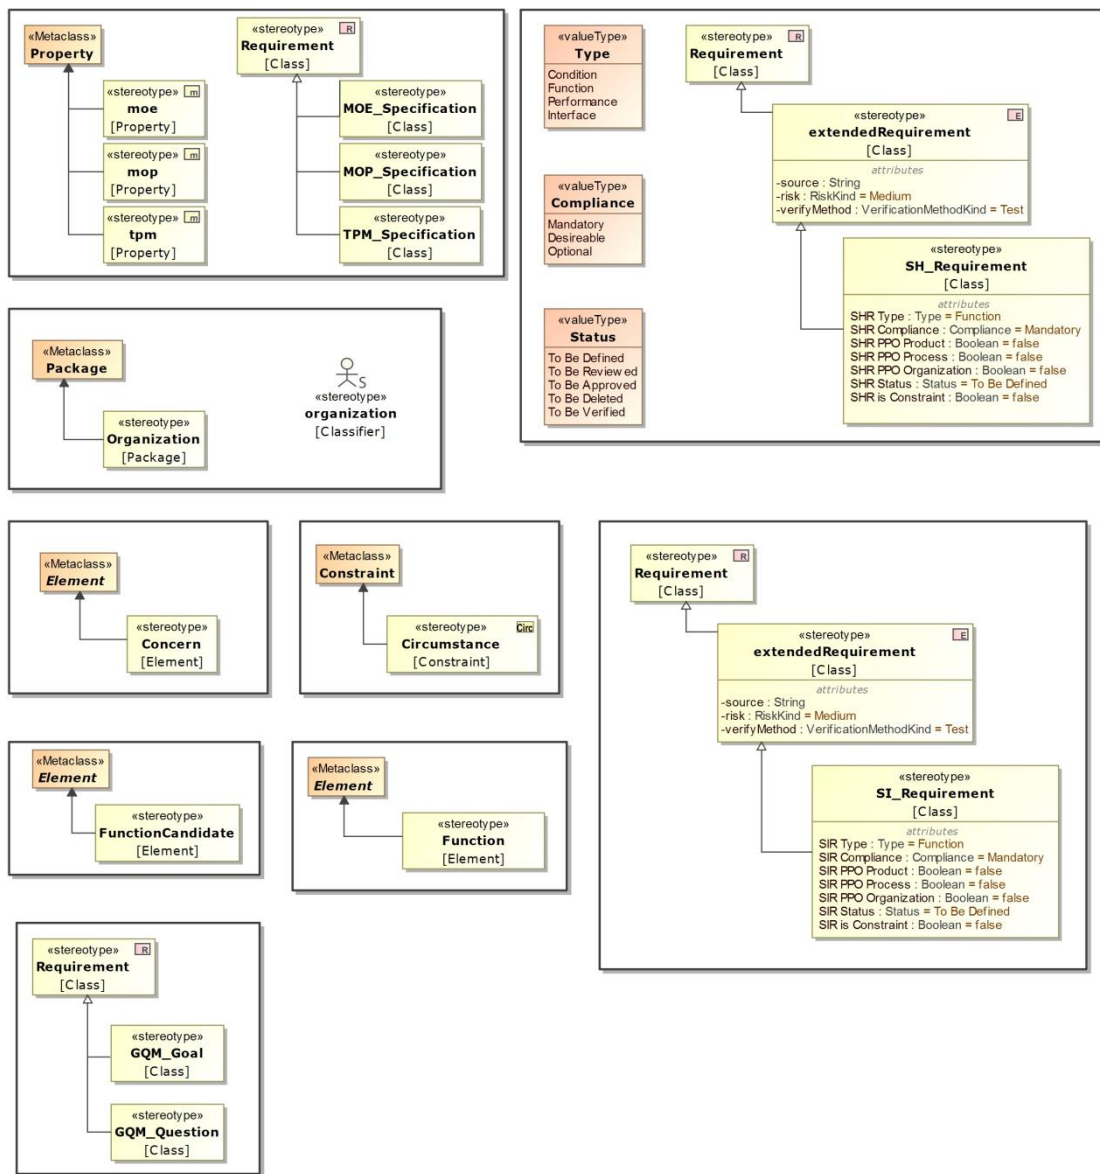 «Metaclass»
Property
«stereotype» m
moe
[Property]
«stereotype» m
mop
[Property]
«stereotype» m
tpm
[Property]
«stereotype» R
Requirement
[Class]
«stereotype»
MOE_Specification
[Class]
«stereotype»
MOP_Specification
[Class]
«stereotype»
TPM_Specification
[Class]
«valueType»
Type
Condition
Function
Performance
Interface
«valueType»
Compliance
Mandatory
Desireable
Optional
«valueType»
Status
To Be Defined
To Be Reviewed
To Be Approved
To Be Deleted
To Be Verified
«stereotype» R
Requirement
[Class]
«stereotype» E
extendedRequirement
[Class]
attributes
-source : String
-risk : RiskKind = Medium
-verifyMethod : VerificationMethodKind = Test
«stereotype»
SH_Requirement
[Class]
attributes
SHR Type : Type = Function
SHR Compliance : Compliance = Mandatory
SHR PPO Product : Boolean = false
SHR PPO Process : Boolean = false
SHR PPO Organization : Boolean = false
SHR Status : Status = To Be Defined
SHR is Constraint : Boolean = false
«Metaclass»
Package
«stereotype»
Organization
[Package]
S
«stereotype»
organization
[Classifier]
«Metaclass»
Element
«stereotype»
Concern
[Element]
«Metaclass»
Constraint
«stereotype» Circ
Circumstance
[Constraint]
«stereotype» R
Requirement
[Class]
«stereotype» E
extendedRequirement
[Class]
attributes
-source : String
-risk : RiskKind = Medium
-verifyMethod : VerificationMethodKind = Test
«stereotype»
SI_Requirement
[Class]
attributes
SIR Type : Type = Function
SIR Compliance : Compliance = Mandatory
SIR PPO Product : Boolean = false
SIR PPO Process : Boolean = false
SIR PPO Organization : Boolean = false
SIR Status : Status = To Be Defined
SIR is Constraint : Boolean = false
«Metaclass»
Element
«stereotype»
FunctionCandidate
[Element]
«Metaclass»
Element
«stereotype»
Function
[Element]
«stereotype» R
Requirement
[Class]
«stereotype»
GQM_Goal
[Class]
«stereotype»
GQM_Question
[Class]